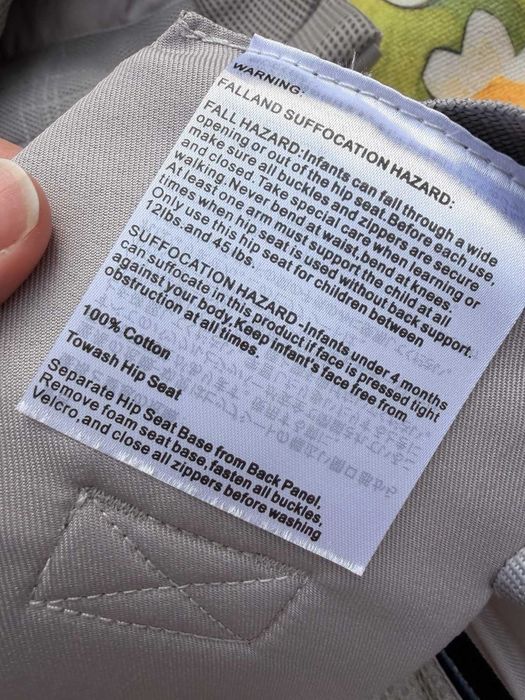 WARNING:
FALLAND SUFFOCATION HAZARD:
FALL HAZARD:Infants can fall through a wide
opening or out of the hip seat.Before each use,
make sure all buckles and zippers are secure
and closed.Take special care when learning or
walking. Never bend at waist,bend at knees.
At least one arm must support the child at all
times when hip seat is used without back support.
Only use this hip seat for children between
12lbs.and 45 lbs.
SUFFOCATION HAZARD-Infants under 4 months
can suffocate in this product if face is pressed tight
against your body.Keep infant's face free from
obstruction at all times.
100% Cotton
Towash Hip Seat
Separate Hip Seat Base from Back Panel,
Remove foam seat base, fasten all buckles,
Velcro, and close all zippers before washing